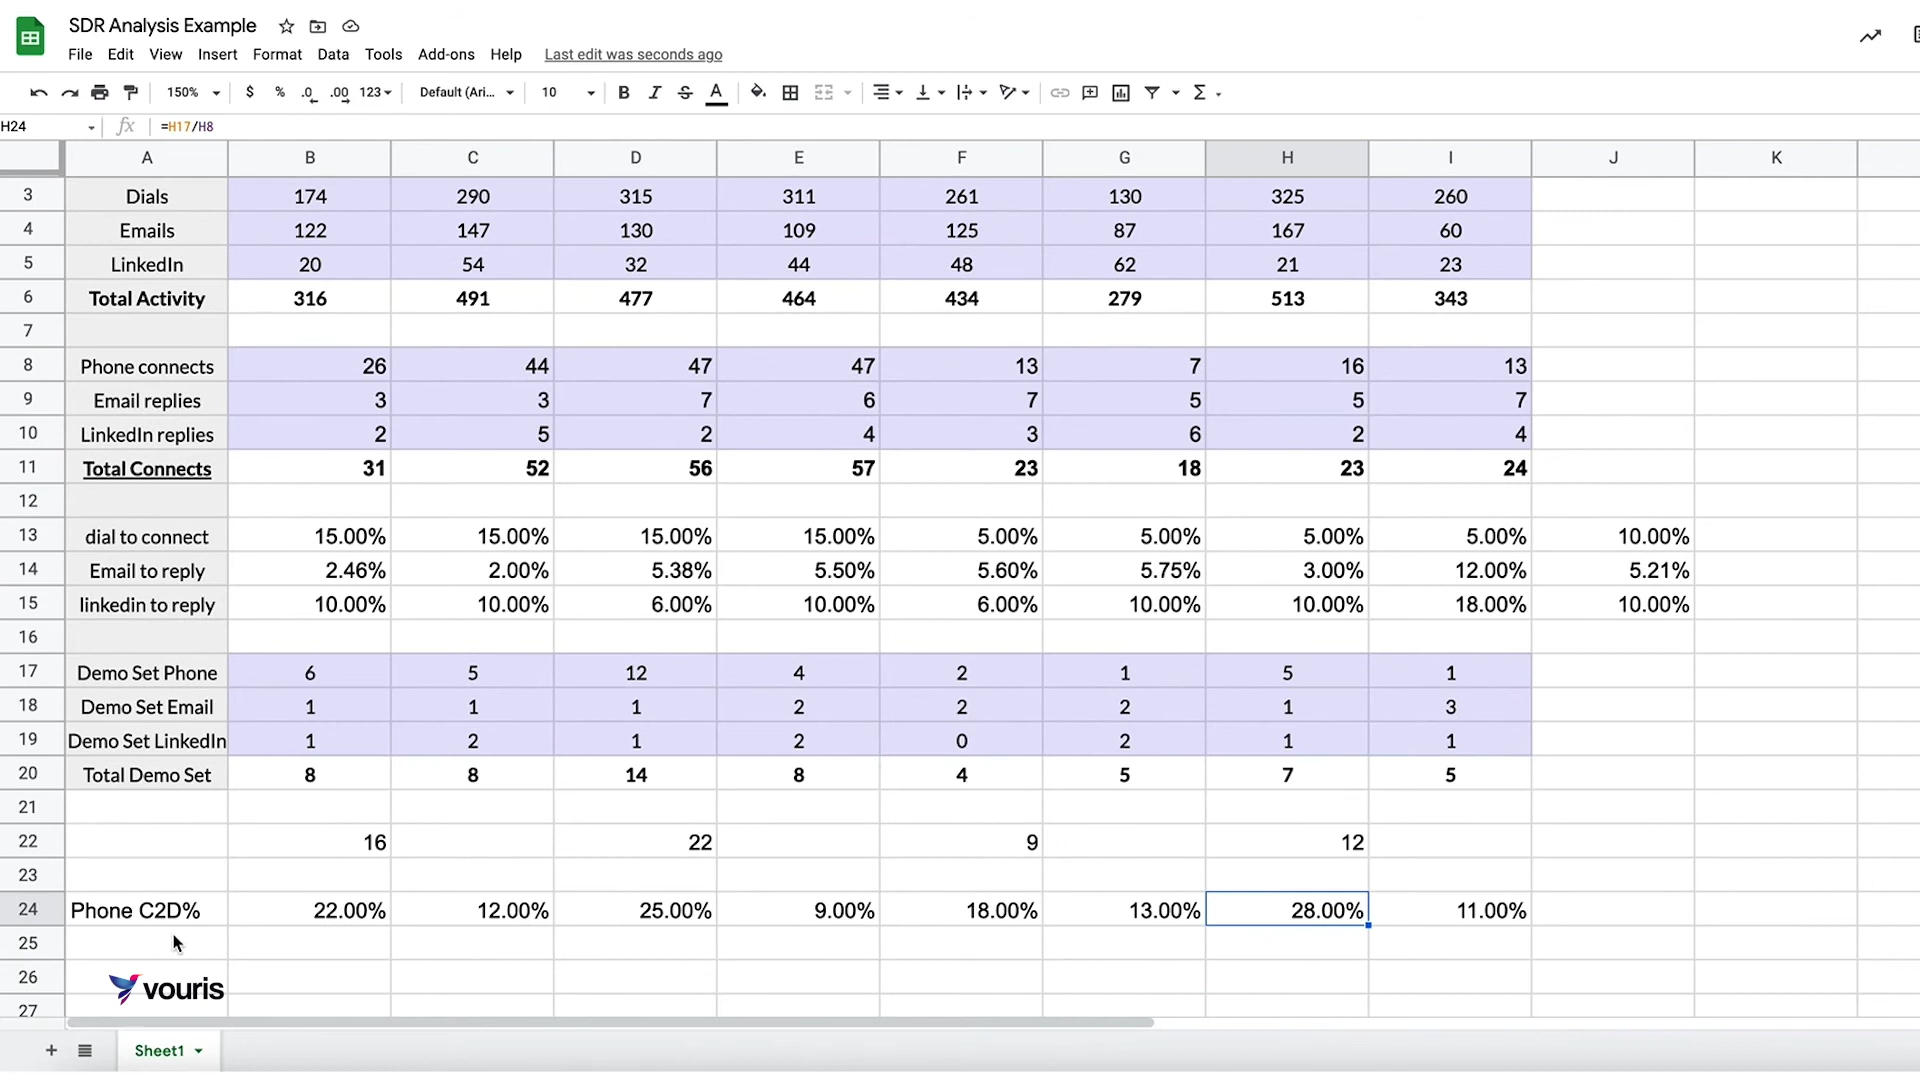 SDR Analysis Example
File Edit View Insert Format Data Tools Add-ons Help Last edit was seconds ago
150% $ % .0 .00 123 Default (Ari... 10 B I S A Σ
H24 fx =H17/H8
A B C D E F G H I J K
3 Dials 174 290 315 311 261 130 325 260
4 Emails 122 147 130 109 125 87 167 60
5 LinkedIn 20 54 32 44 48 62 21 23
6 Total Activity 316 491 477 464 434 279 513 343
7
8 Phone connects 26 44 47 47 13 7 16 13
9 Email replies 3 3 7 6 7 5 5 7
10 LinkedIn replies 2 5 2 4 3 6 2 4
11 Total Connects 31 52 56 57 23 18 23 24
12
13 dial to connect 15.00% 15.00% 15.00% 15.00% 5.00% 5.00% 5.00% 5.00% 10.00%
14 Email to reply 2.46% 2.00% 5.38% 5.50% 5.60% 5.75% 3.00% 12.00% 5.21%
15 linkedin to reply 10.00% 10.00% 6.00% 10.00% 6.00% 10.00% 10.00% 18.00% 10.00%
16
17 Demo Set Phone 6 5 12 4 2 1 5 1
18 Demo Set Email 1 1 1 2 2 2 1 3
19 Demo Set LinkedIn 1 2 1 2 0 2 1 1
20 Total Demo Set 8 8 14 8 4 5 7 5
21
22 16 22 9 12
23
24 Phone C2D% 22.00% 12.00% 25.00% 9.00% 18.00% 13.00% 28.00% 11.00%
25
26 vouris
27
+ Sheet1